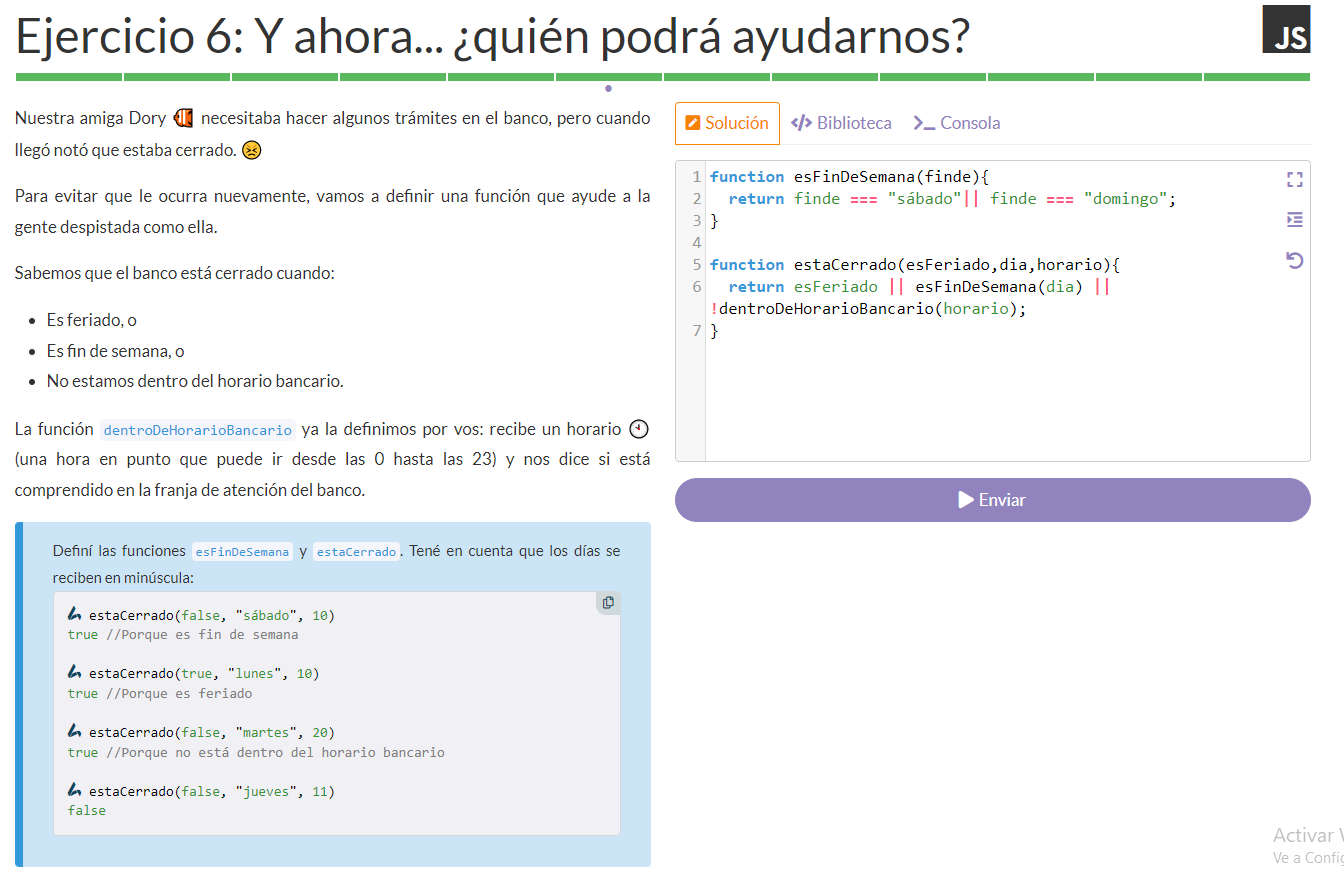 Ejercicio 6: Y ahora... ¿quién podrá ayudarnos?
JS
Nuestra amiga Dory 🐠 necesitaba hacer algunos trámites en el banco, pero cuando
llegó notó que estaba cerrado. 😣
Para evitar que le ocurra nuevamente, vamos a definir una función que ayude a la
gente despistada como ella.
Sabemos que el banco está cerrado cuando:
• Es feriado, o
• Es fin de semana, o
• No estamos dentro del horario bancario.
La función dentroDeHorarioBancario ya la definimos por vos: recibe un horario 🕙
(una hora en punto que puede ir desde las 0 hasta las 23) y nos dice si está
comprendido en la franja de atención del banco.
Definí las funciones esFinDeSemana y estaCerrado. Tené en cuenta que los días se
reciben en minúscula:
estaCerrado(false, "sábado", 10)
true //Porque es fin de semana
estaCerrado(true, "lunes", 10)
true //Porque es feriado
estaCerrado(false, "martes", 20)
true //Porque no está dentro del horario bancario
estaCerrado(false, "jueves", 11)
false
Solución </> Biblioteca >_ Consola
1 function esFinDeSemana(finde){
2 return finde === "sábado"|| finde === "domingo";
3 }
4
5 function estaCerrado(esFeriado,dia,horario){
6 return esFeriado || esFinDeSemana(dia) ||
!dentroDeHorarioBancario(horario);
7 }
Enviar
Activar
Ve a Config